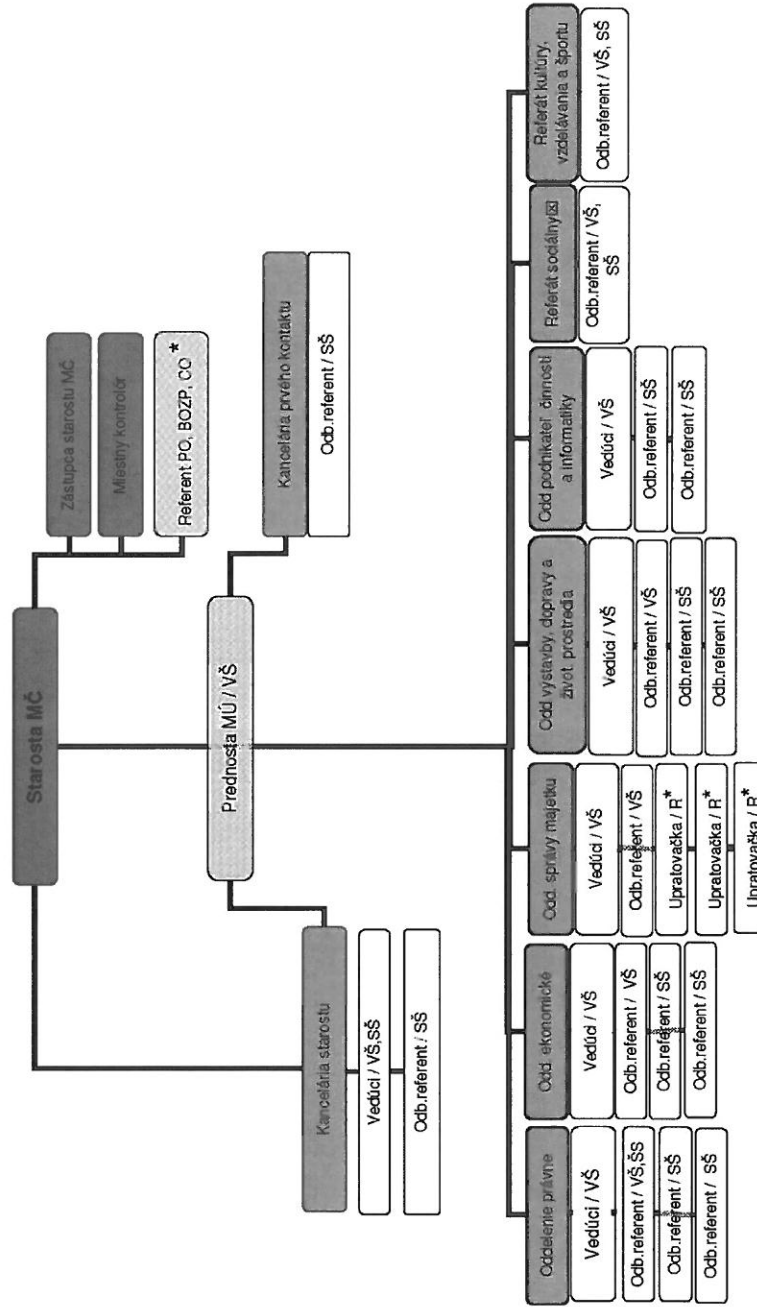 Starosta MČ
Zástupca starostu MČ
Miestny kontrolór
Referent PO, BOZP, CO *
Prednosta MÚ / VŠ
Kancelária prvého kontaktu
Odb.referent / SŠ
Kancelária starostu
Vedúci / VŠ,SŠ
Odb.referent / SŠ
Oddelenie právne
Vedúci / VŠ
Odb.referent / VŠ,SŠ
Odb.referent / SŠ
Odb.referent / SŠ
Odd. ekonomické
Vedúci / VŠ
Odb.referent / VŠ
Odb.referent / SŠ
Odb.referent / SŠ
Odd. správy majetku
Vedúci / VŠ
Odb.referent / VŠ
Upratovačka / R*
Upratovačka / R*
Upratovačka / R*
Odd výstavby, dopravy a
život. prostredia
Vedúci / VŠ
Odb.referent / VŠ
Odb.referent / SŠ
Odb.referent / SŠ
Odd podnikateľ činností
a informatiky
Vedúci / VŠ
Odb.referent / SŠ
Odb.referent / SŠ
Referát sociálny
Odb.referent / VŠ,
SŠ
Referát kultúry,
vzdelávania a športu
Odb.referent / VŠ, SŠ